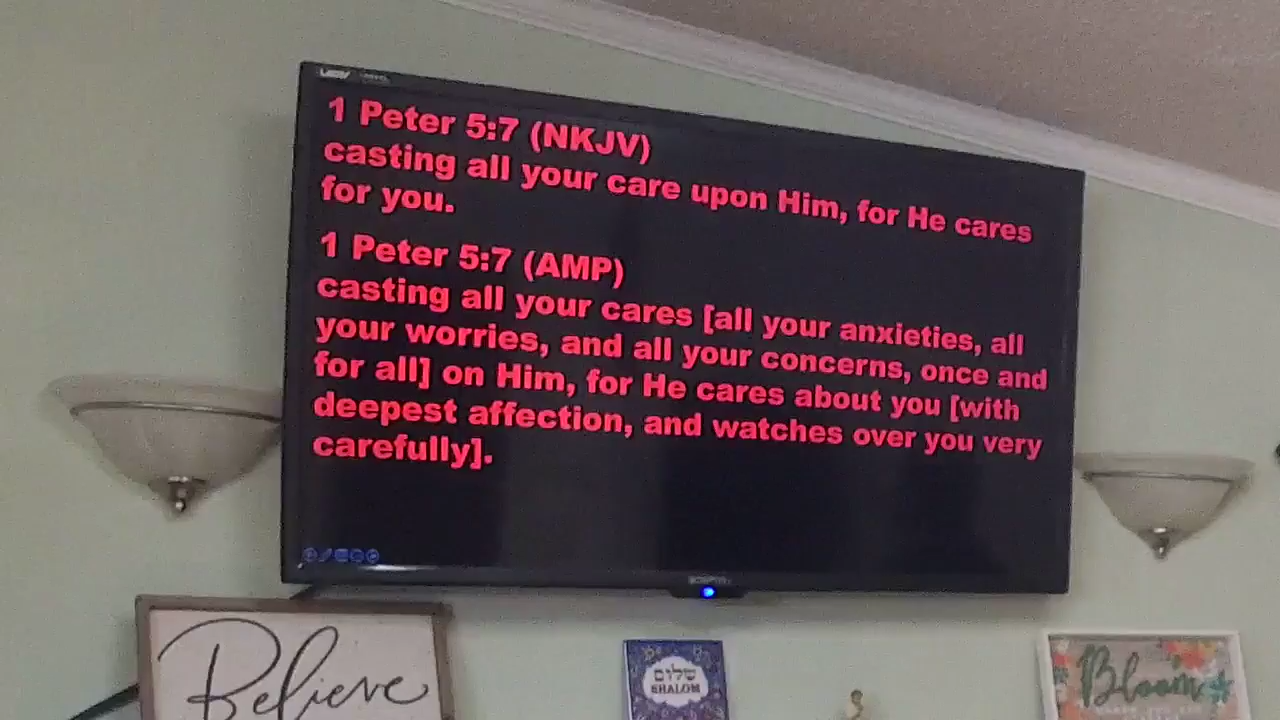 1 Peter 5:7 (NKJV)
casting all your care upon Him, for He cares
for you.
1 Peter 5:7 (AMP)
casting all your cares [all your anxieties, all
your worries, and all your concerns, once and
for all] on Him, for He cares about you [with
deepest affection, and watches over you very
carefully].
Believe
שלום
SHALOM
Bloom